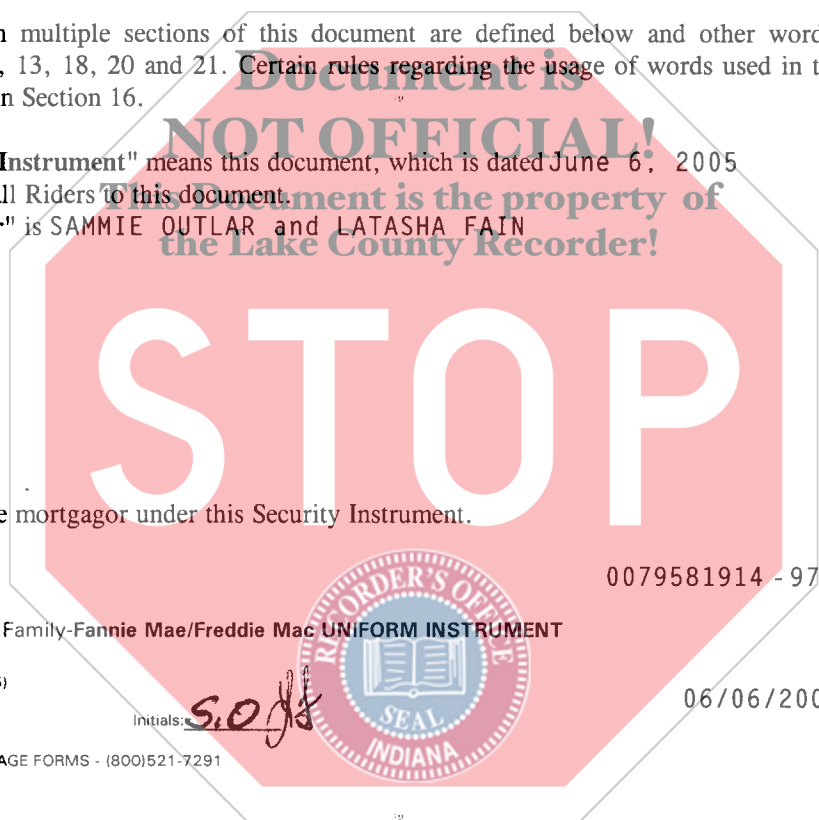 n multiple sections of this document are defined below and other word
, 13, 18, 20 and 21. Certain rules regarding the usage of words used in t
n Section 16.
Document is
NOT OFFICIAL!
This Document is the property of
the Lake County Recorder!
Instrument" means this document, which is dated June 6, 2005
ll Riders to this document.
" is SAMMIE OUTLAR and LATASHA FAIN
STOP
e mortgagor under this Security Instrument.
0079581914 - 97
Family-Fannie Mae/Freddie Mac UNIFORM INSTRUMENT
06/06/200
Initials: S.O
AGE FORMS - (800)521-7291
RECORDER'S OFFICE
SEAL
INDIANA